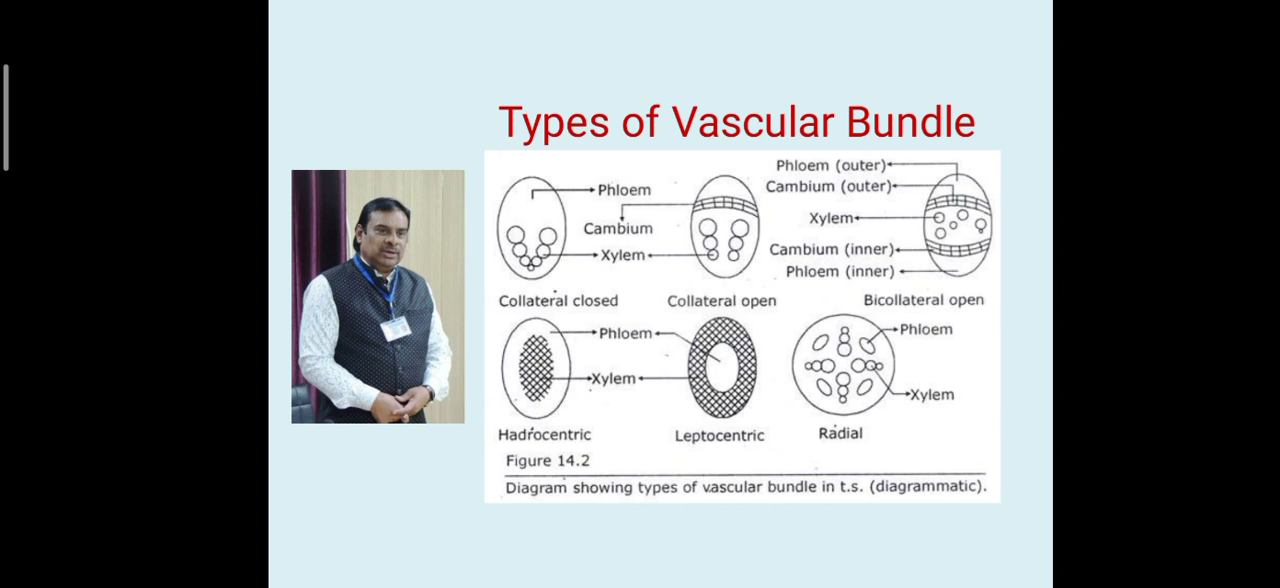 Types of Vascular Bundle
Phloem
Cambium
Xylem
Collateral closed
Collateral open
Phloem (outer)
Cambium (outer)
Xylem
Cambium (inner)
Phloem (inner)
Bicollateral open
Phloem
Xylem
Hadrocentric
Leptocentric
Phloem
Xylem
Radial
Figure 14.2
Diagram showing types of vascular bundle in t.s. (diagrammatic).